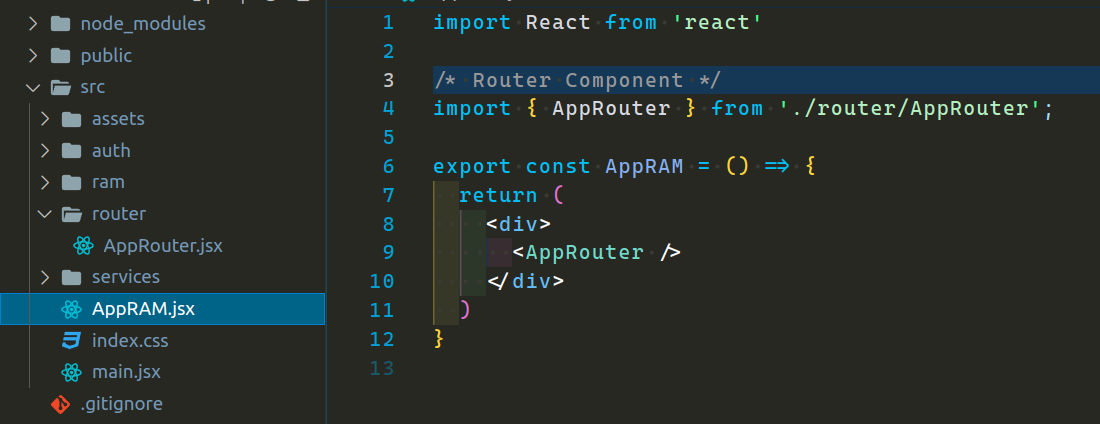 node_modules
public
src
assets
auth
ram
router
AppRouter.jsx
services
AppRAM.jsx
index.css
main.jsx
.gitignore
1 import React from 'react'
2
3 /* Router Component */
4 import { AppRouter } from './router/AppRouter';
5
6 export const AppRAM = () => {
7 return (
8 <div>
9 <AppRouter />
10 </div>
11 )
12 }
13